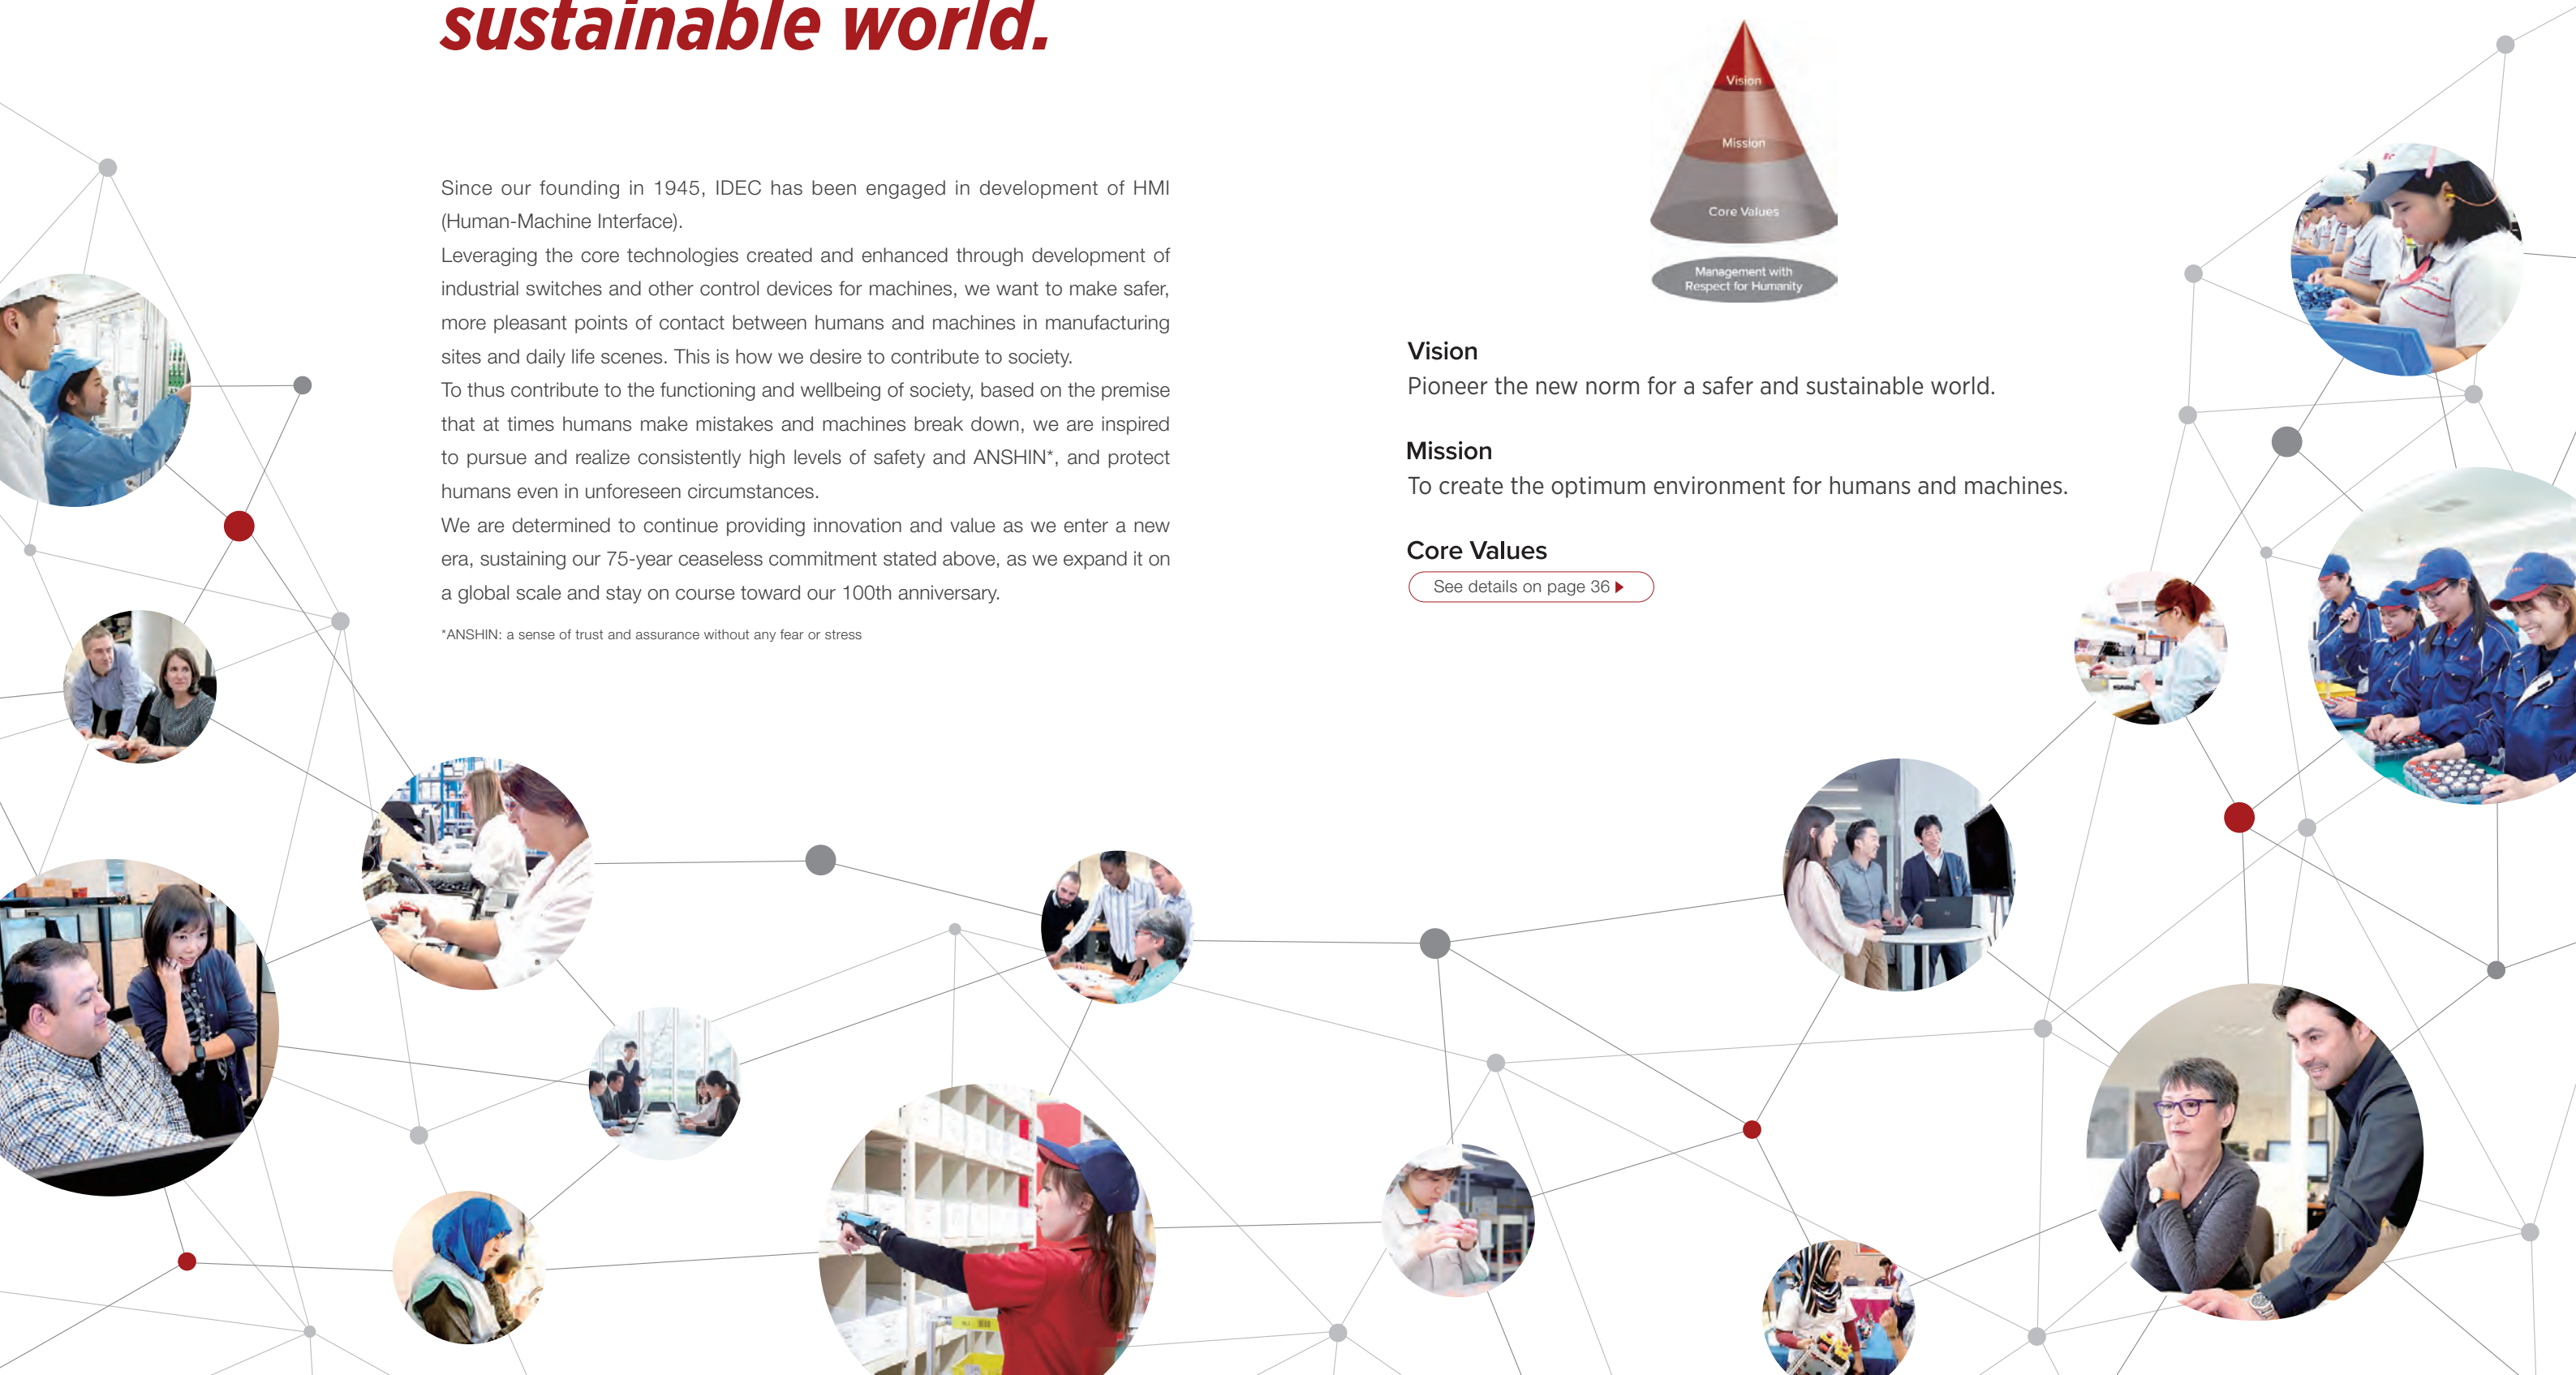 sustainable world.
Since our founding in 1945, IDEC has been engaged in development of HMI
(Human-Machine Interface).
Leveraging the core technologies created and enhanced through development of
industrial switches and other control devices for machines, we want to make safer,
more pleasant points of contact between humans and machines in manufacturing
sites and daily life scenes. This is how we desire to contribute to society.
To thus contribute to the functioning and wellbeing of society, based on the premise
that at times humans make mistakes and machines break down, we are inspired
to pursue and realize consistently high levels of safety and ANSHIN*, and protect
humans even in unforeseen circumstances.
We are determined to continue providing innovation and value as we enter a new
era, sustaining our 75-year ceaseless commitment stated above, as we expand it on
a global scale and stay on course toward our 100th anniversary.
*ANSHIN: a sense of trust and assurance without any fear or stress
Vision
Mission
Core Values
Management with
Respect for Humanity
Vision
Pioneer the new norm for a safer and sustainable world.
Mission
To create the optimum environment for humans and machines.
Core Values
See details on page 36